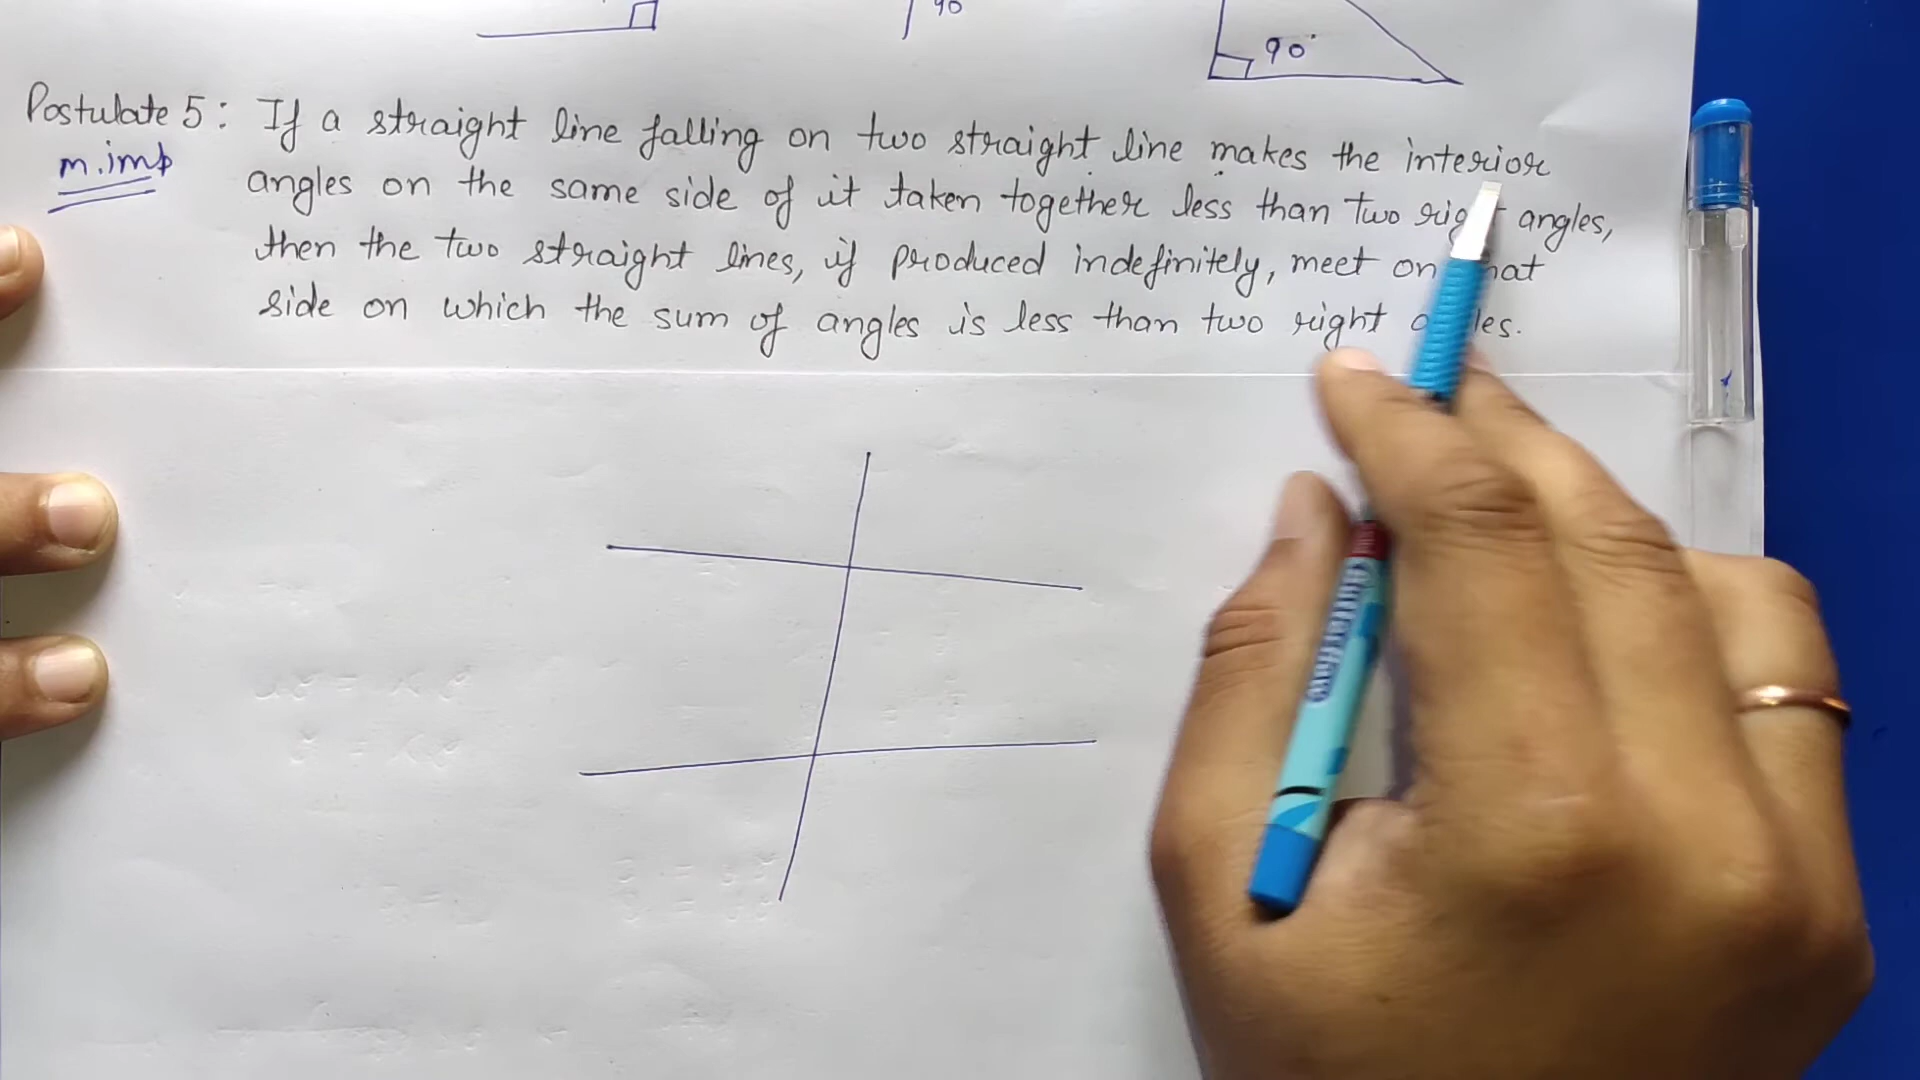 90
90°
Postulate 5: If a straight line falling on two straight line makes the interior
m.imp
angles on the same side of it taken together less than two angles,
then the two straight lines, if produced indefinitely, meet on
side on which the sum of angles is less than two right
Butterflow